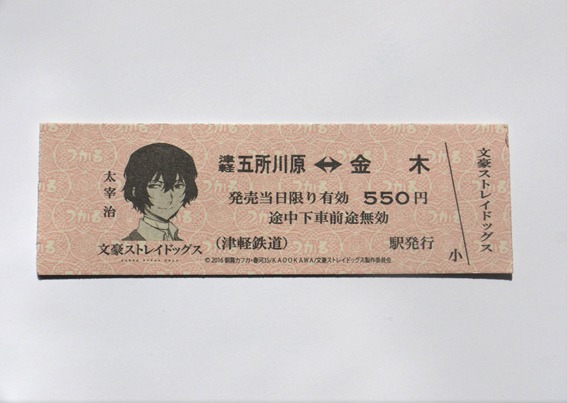 太宰治
文豪ストレイドッグス
津軽五所川原 ↔ 金木
発売当日限り有効 550円
途中下車前途無効
(津軽鉄道) 駅発行
© 2016 朝霧カフカ・春河35/KADOKAWA/文豪ストレイドッグス製作委員会
文豪ストレイドッグス
小